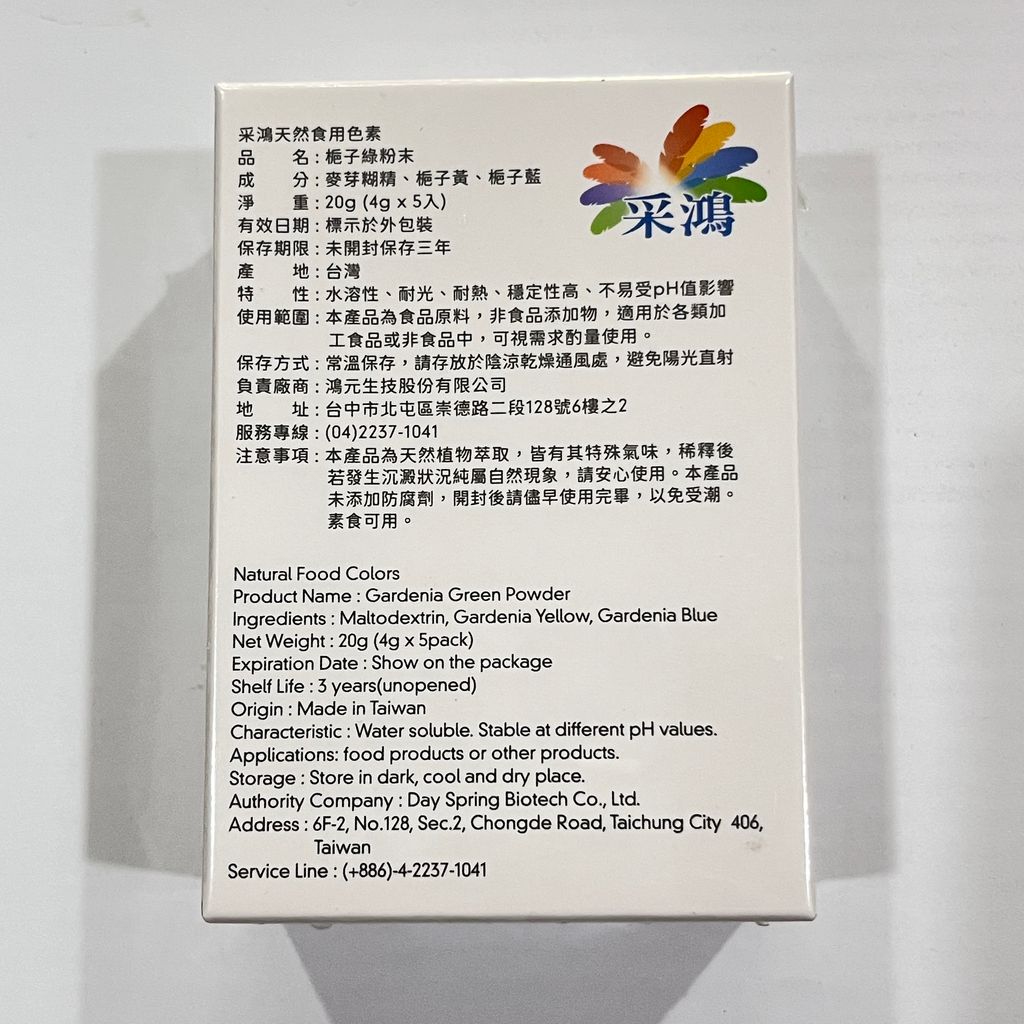 采鴻天然食用色素
品　　名：梔子綠粉末
成　　分：麥芽糊精、梔子黃、梔子藍
淨　　重：20g (4g x 5入)
有效日期：標示於外包裝
保存期限：未開封保存三年
產　　地：台灣
特　　性：水溶性、耐光、耐熱、穩定性高、不易受pH值影響
使用範圍：本產品為食品原料，非食品添加物，適用於各類加
工食品或非食品中，可視需求酌量使用。
保存方式：常溫保存，請存放於陰涼乾燥通風處，避免陽光直射
負責廠商：鴻元生技股份有限公司
地　　址：台中市北屯區崇德路二段128號6樓之2
服務專線：(04)2237-1041
注意事項：本產品為天然植物萃取，皆有其特殊氣味，稀釋後
若發生沉澱狀況純屬自然現象，請安心使用。本產品
未添加防腐劑，開封後請儘早使用完畢，以免受潮。
素食可用。
采鴻
Natural Food Colors
Product Name : Gardenia Green Powder
Ingredients : Maltodextrin, Gardenia Yellow, Gardenia Blue
Net Weight : 20g (4g x 5pack)
Expiration Date : Show on the package
Shelf Life : 3 years(unopened)
Origin : Made in Taiwan
Characteristic : Water soluble. Stable at different pH values.
Applications: food products or other products.
Storage : Store in dark, cool and dry place.
Authority Company : Day Spring Biotech Co., Ltd.
Address : 6F-2, No.128, Sec.2, Chongde Road, Taichung City 406,
Taiwan
Service Line : (+886)-4-2237-1041